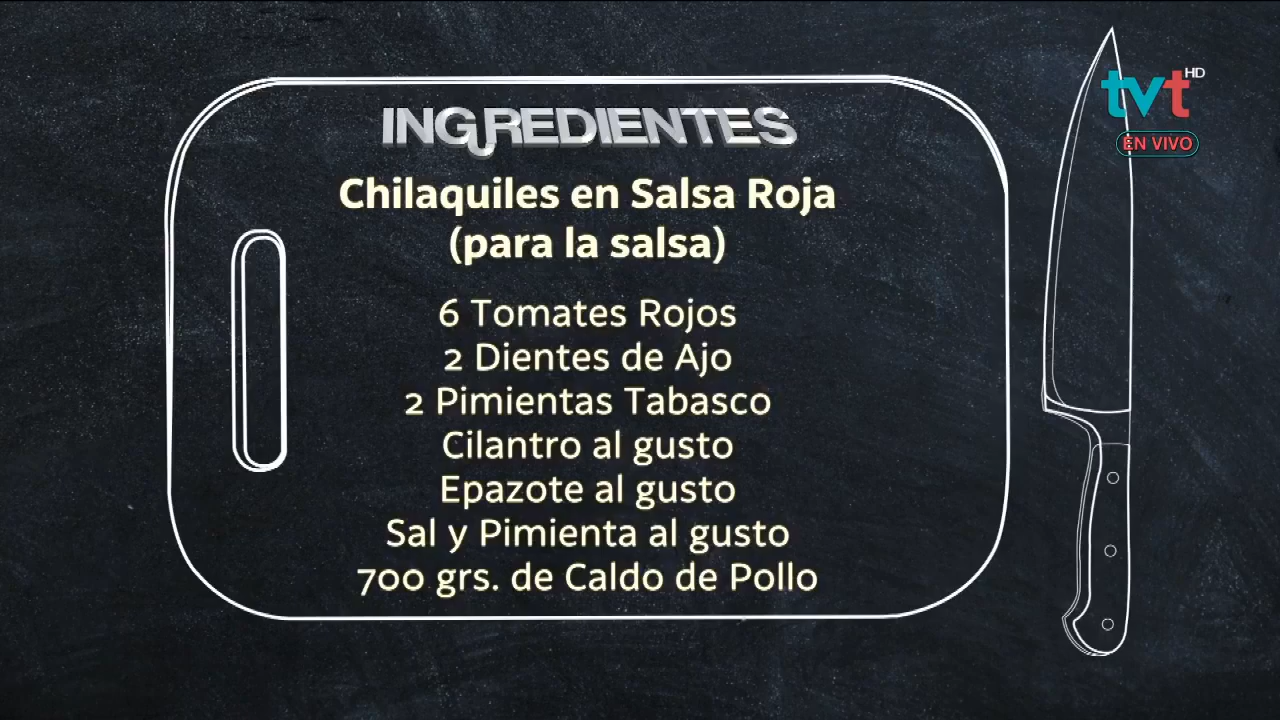 tvt HD
EN VIVO
INGREDIENTES
Chilaquiles en Salsa Roja
(para la salsa)
6 Tomates Rojos
2 Dientes de Ajo
2 Pimientas Tabasco
Cilantro al gusto
Epazote al gusto
Sal y Pimienta al gusto
700 grs. de Caldo de Pollo